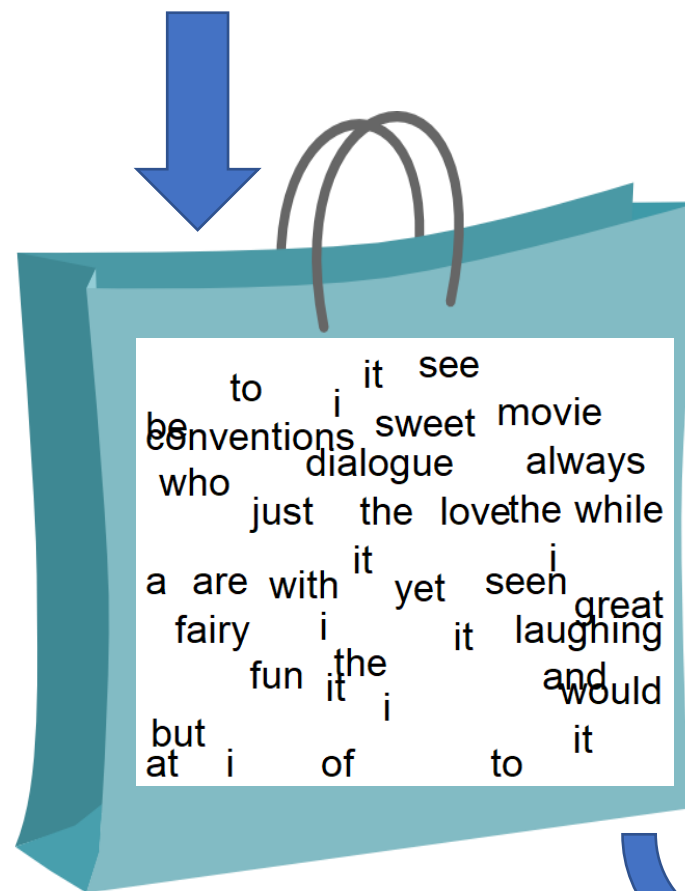 to i it see
be
conventions sweet movie
who dialogue always
just the love the while
it i
a are with yet seen great
fairy i it laughing
fun the and
it i would
but it
at i of to